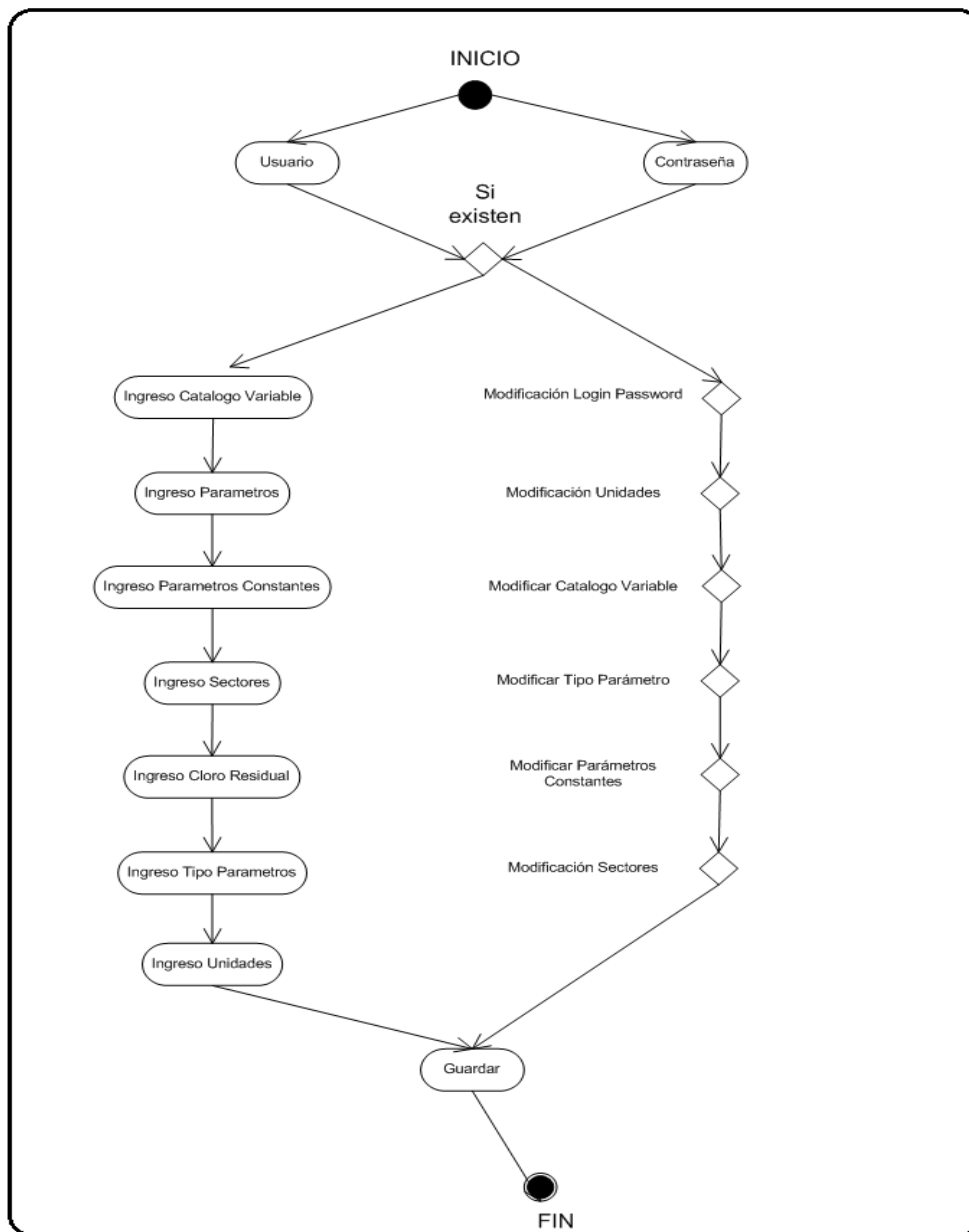 INICIO
Usuario
Contraseña
Si
existen
Ingreso Catalogo Variable
Modificación Login Password
Ingreso Parametros
Modificación Unidades
Ingreso Parametros Constantes
Modificar Catalogo Variable
Ingreso Sectores
Modificar Tipo Parámetro
Ingreso Cloro Residual
Modificar Parámetros
Constantes
Ingreso Tipo Parametros
Modificación Sectores
Ingreso Unidades
Guardar
FIN